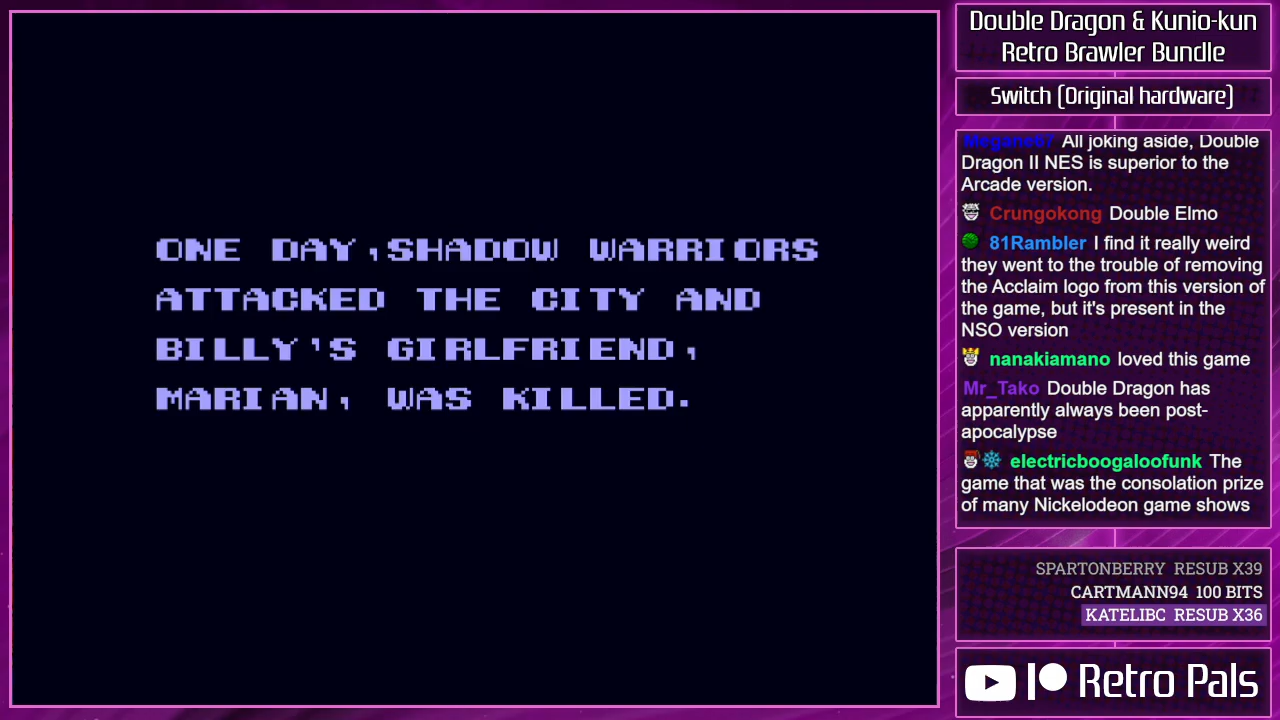 ONE DAY,SHADOW WARRIORS
ATTACKED THE CITY AND
BILLY'S GIRLFRIEND,
MARIAN, WAS KILLED.
Double Dragon & Kunio-kun
Retro Brawler Bundle
Switch (Original hardware)
Megane67 All joking aside, Double
Dragon II NES is superior to the
Arcade version.
Crungokong Double Elmo
81Rambler I find it really weird
they went to the trouble of removing
the Acclaim logo from this version of
the game, but it's present in the
NSO version
nanakiamano loved this game
Mr_Tako Double Dragon has
apparently always been post-
apocalypse
electricboogaloofunk The
game that was the consolation prize
of many Nickelodeon game shows
SPARTONBERRY RESUB X39
CARTMANN94 100 BITS
KATELIBC RESUB X36
Retro Pals